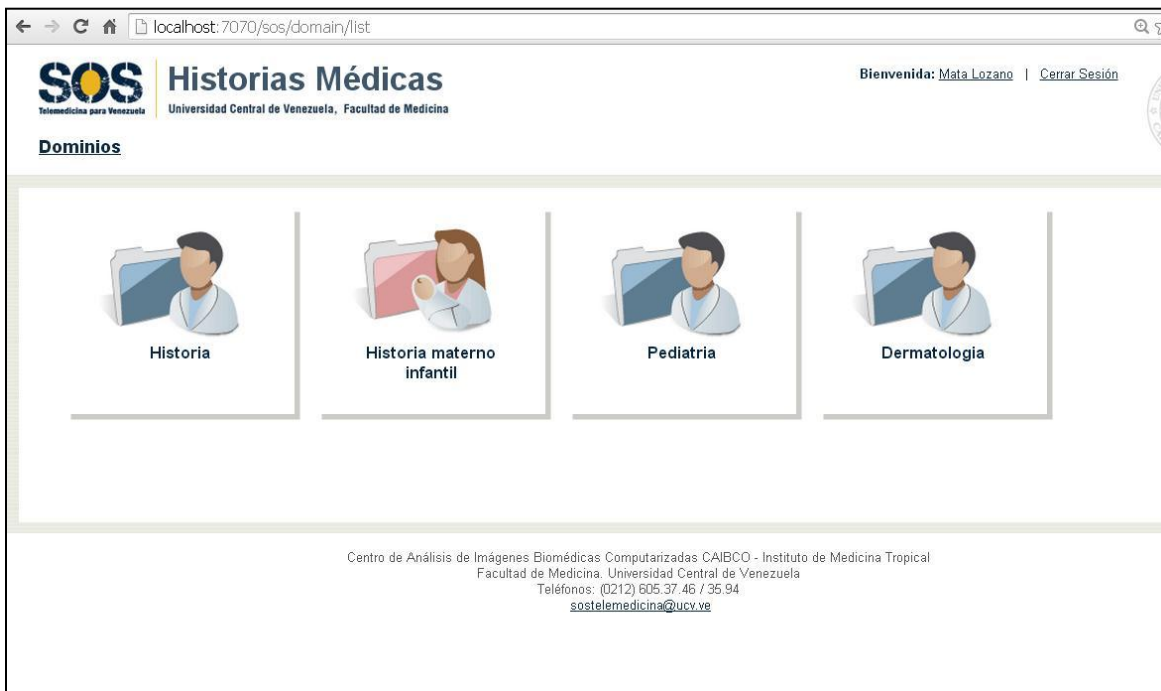 localhost:7070/sos/domain/list
SOS
Telemedicina para Venezuela
Historias Médicas
Universidad Central de Venezuela, Facultad de Medicina
Bienvenida: Mata Lozano | Cerrar Sesión
Dominios
Historia
Historia materno
infantil
Pediatria
Dermatologia
Centro de Análisis de Imágenes Biomédicas Computarizadas CAIBCO - Instituto de Medicina Tropical
Facultad de Medicina. Universidad Central de Venezuela
Teléfonos: (0212) 605.37.46 / 35.94
sostelemedicina@ucv.ve